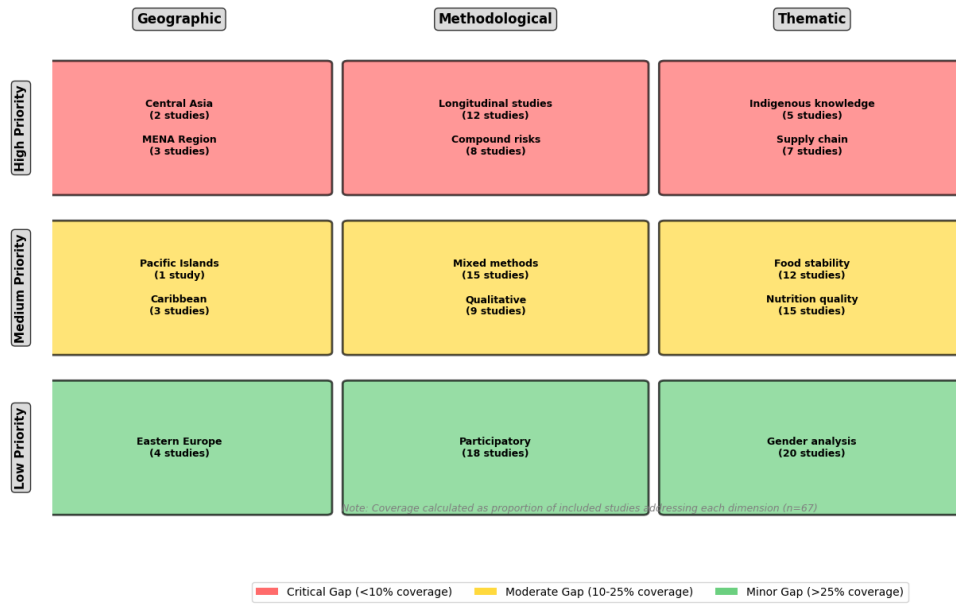 Geographic
Methodological
Thematic
High Priority
Central Asia
(2 studies)
MENA Region
(3 studies)
Longitudinal studies
(12 studies)
Compound risks
(8 studies)
Indigenous knowledge
(5 studies)
Supply chain
(7 studies)
Medium Priority
Pacific Islands
(1 study)
Caribbean
(3 studies)
Mixed methods
(15 studies)
Qualitative
(9 studies)
Food stability
(12 studies)
Nutrition quality
(15 studies)
Low Priority
Eastern Europe
(4 studies)
Participatory
(18 studies)
Gender analysis
(20 studies)
Note: Coverage calculated as proportion of included studies addressing each dimension (n=67)
Critical Gap (<10% coverage)
Moderate Gap (10-25% coverage)
Minor Gap (>25% coverage)